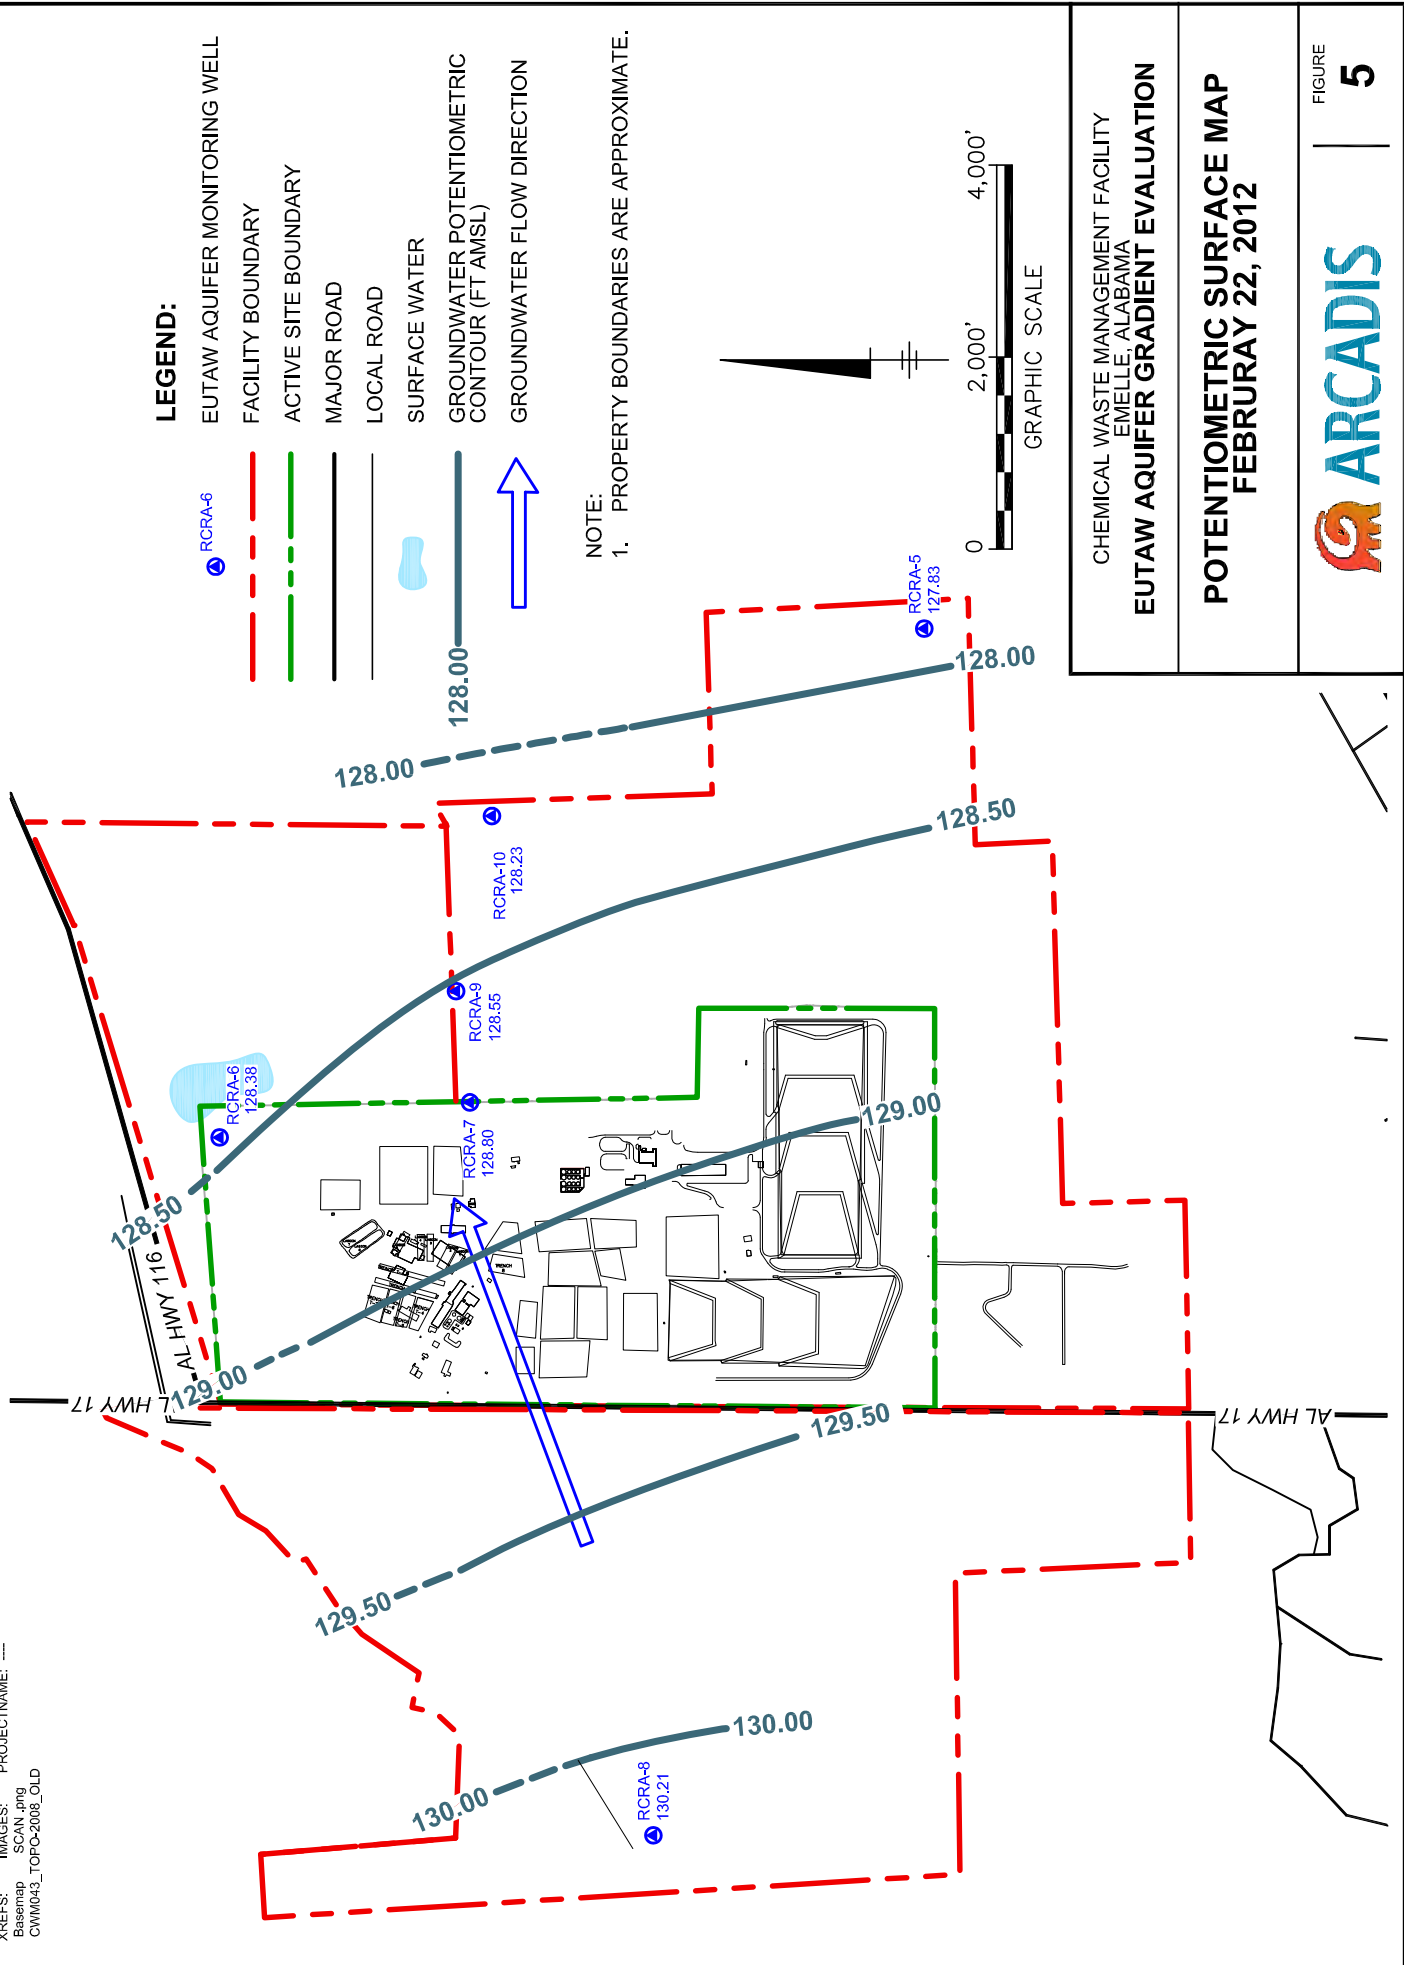 XREFS:
IMAGES:
PROJECTNAME: ---
Basemap
SCAN .png
CWM043_TOPO-2008_OLD
LEGEND:
RCRA-6
EUTAW AQUIFER MONITORING WELL
FACILITY BOUNDARY
ACTIVE SITE BOUNDARY
MAJOR ROAD
LOCAL ROAD
SURFACE WATER
128.00
GROUNDWATER POTENTIOMETRIC
CONTOUR (FT AMSL)
GROUNDWATER FLOW DIRECTION
NOTE:
1. PROPERTY BOUNDARIES ARE APPROXIMATE.
0
2,000'
4,000'
GRAPHIC SCALE
AL HWY 116
L HWY 17
AL HWY 17
128.50
129.00
129.50
130.00
128.00
128.00
128.50
129.00
129.50
130.00
RCRA-6
128.38
RCRA-7
128.80
RCRA-9
128.55
RCRA-10
128.23
RCRA-5
127.83
RCRA-8
130.21
TRENCH
CHEMICAL WASTE MANAGEMENT FACILITY
EMELLE, ALABAMA
EUTAW AQUIFER GRADIENT EVALUATION
POTENTIOMETRIC SURFACE MAP
FEBRURAY 22, 2012
ARCADIS
FIGURE
5